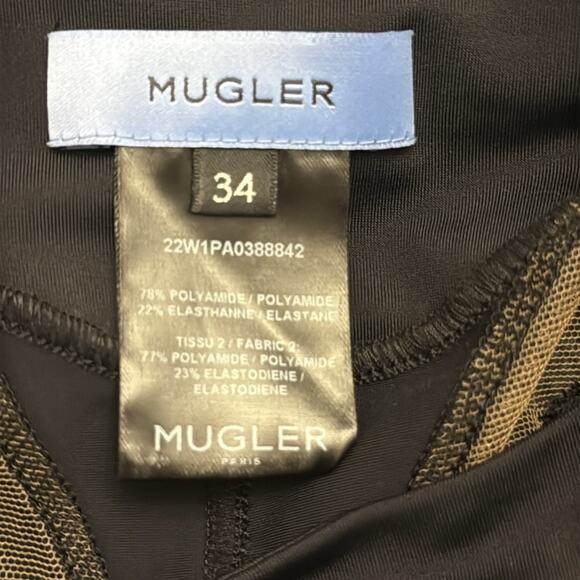 MUGLER
34
22W1PA0388842
78% POLYAMIDE / POLYAMIDE
22% ELASTHANNE / ELASTANE
TISSU 2 / FABRIC 2:
77% POLYAMIDE / POLYAMIDE
23% ELASTODIENE /
ELASTODIENE
MUGLER
PARIS